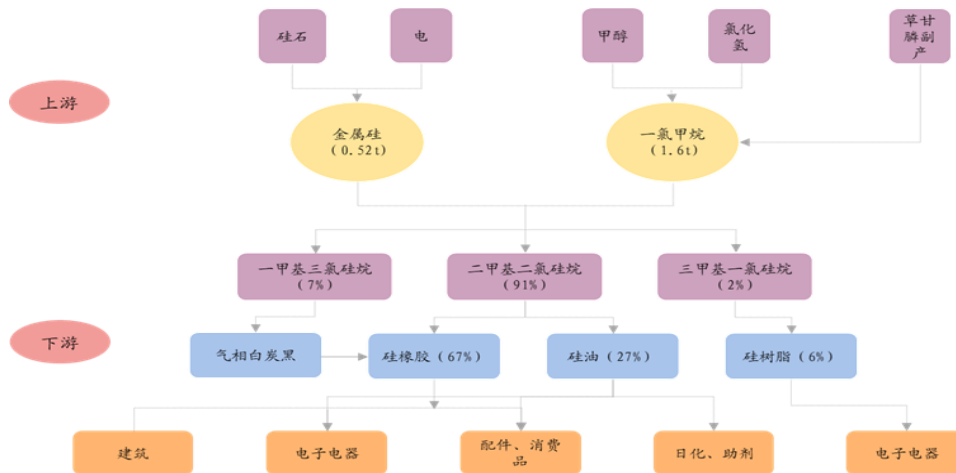 硅石
电
甲醇
氯化
氢
草甘
膦副
产
上游
金属硅
(0.52t)
一氯甲烷
(1.6t)
一甲基三氯硅烷
(7%)
二甲基二氯硅烷
(91%)
三甲基一氯硅烷
(2%)
下游
气相白炭黑
硅橡胶(67%)
硅油(27%)
硅树脂(6%)
建筑
电子电器
配件、消费
品
日化、助剂
电子电器